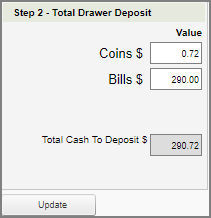 Step 2 - Total Drawer Deposit
Value
Coins $ 0.72
Bills $ 290.00
Total Cash To Deposit $ 290.72
Update